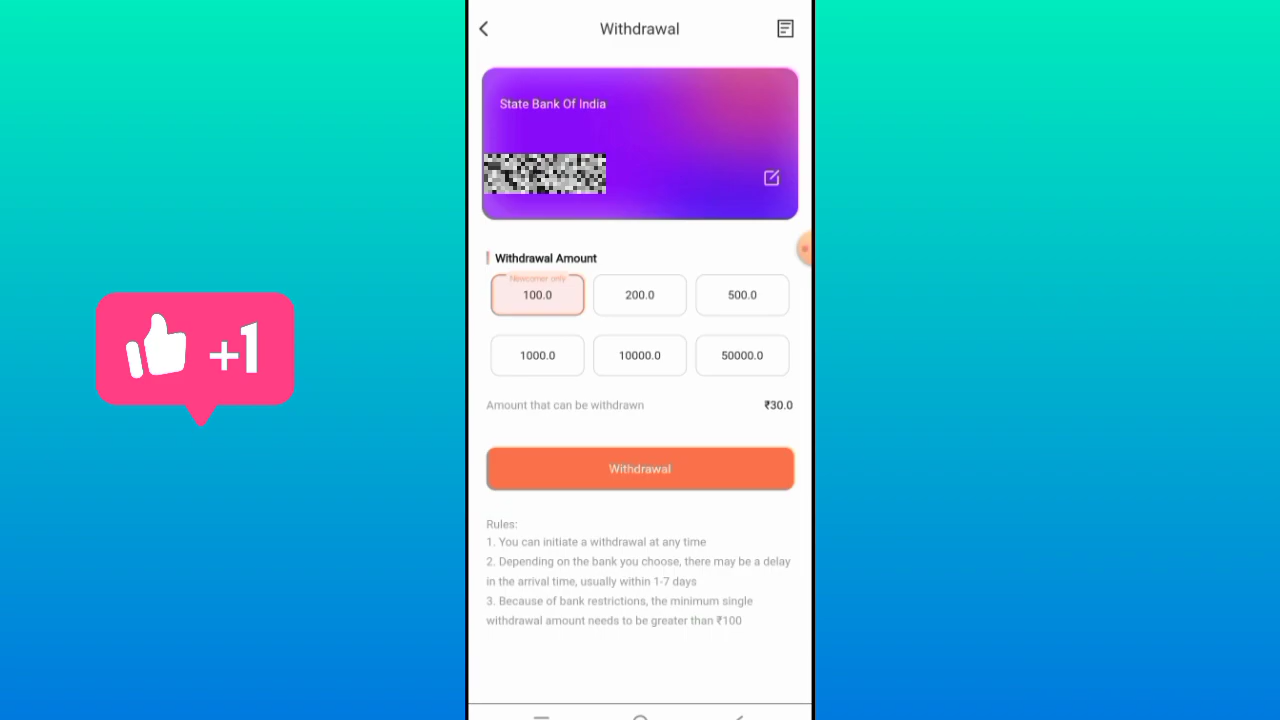 Withdrawal
State Bank Of India
Withdrawal Amount
Newcomer only
100.0
200.0
500.0
1000.0
10000.0
50000.0
Amount that can be withdrawn
₹30.0
+1
Withdrawal
Rules:
1. You can initiate a withdrawal at any time
2. Depending on the bank you choose, there may be a delay
in the arrival time, usually within 1-7 days
3. Because of bank restrictions, the minimum single
withdrawal amount needs to be greater than ₹100